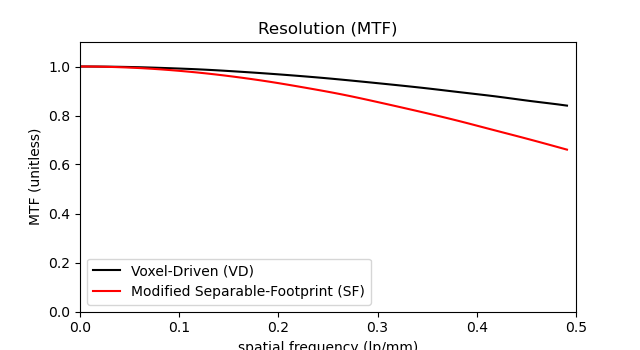 Resolution (MTF)
MTF (unitless)
1.0
0.8
0.6
0.4
0.2
0.0
Voxel-Driven (VD)
Modified Separable-Footprint (SF)
0.0 0.1 0.2 0.3 0.4 0.5
spatial frequency (lp/mm)